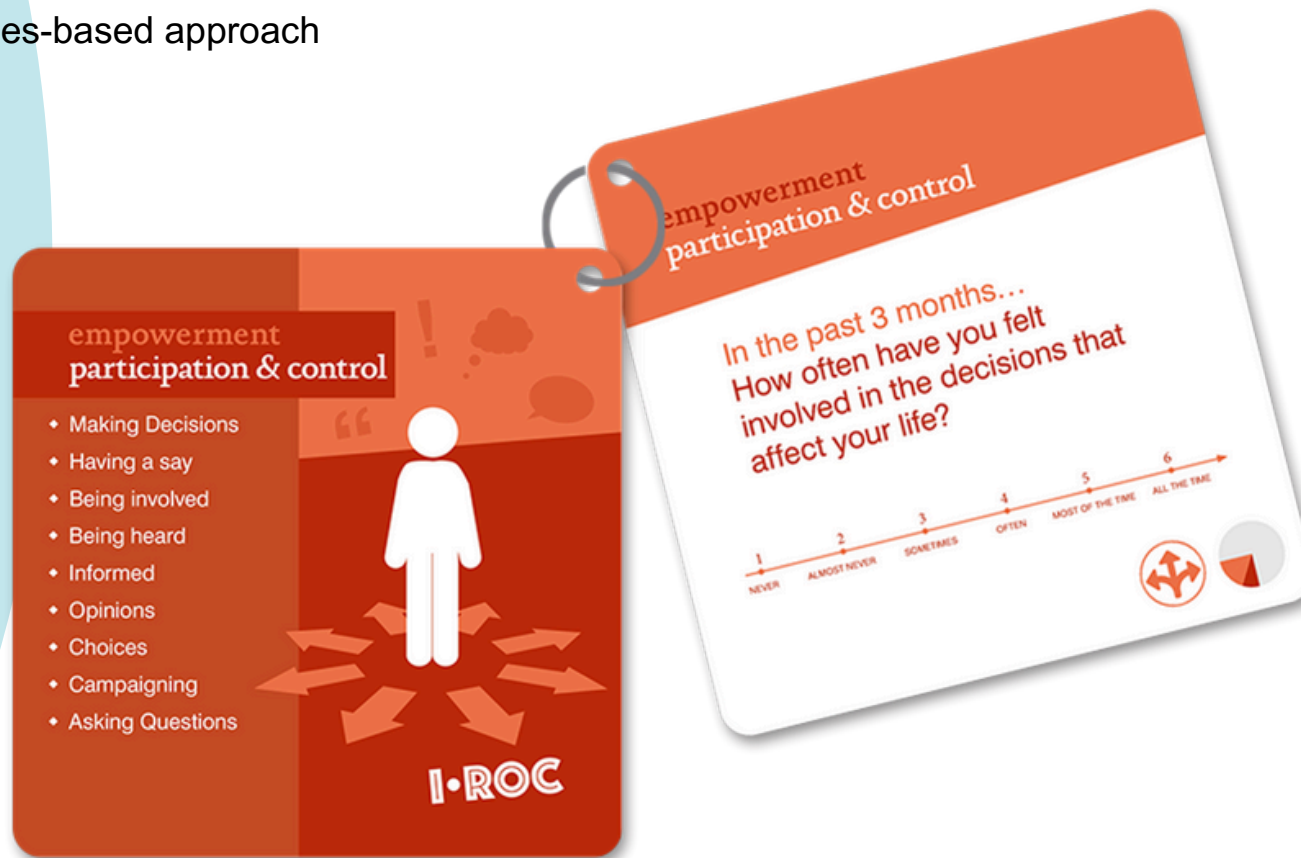 es-based approach
empowerment
participation & control
• Making Decisions
• Having a say
• Being involved
• Being heard
• Informed
• Opinions
• Choices
• Campaigning
• Asking Questions
I•ROC
empowerment
participation & control
In the past 3 months...
How often have you felt
involved in the decisions that
affect your life?
1 2 3 4 5 6
NEVER ALMOST NEVER SOMETIMES OFTEN MOST OF THE TIME ALL THE TIME